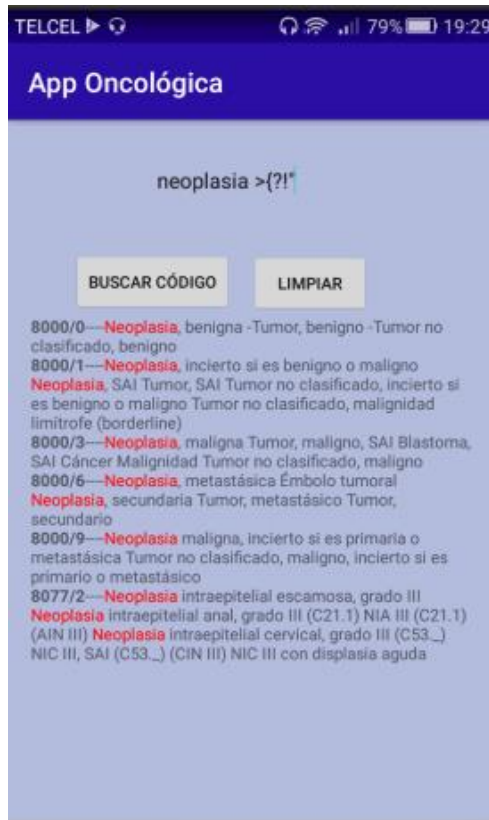 TELCEL 79% 19:29
App Oncológica
neoplasia >{?!"
BUSCAR CÓDIGO LIMPIAR
8000/0----Neoplasia, benigna -Tumor, benigno -Tumor no
clasificado, benigno
8000/1----Neoplasia, incierto si es benigno o maligno
Neoplasia, SAI Tumor, SAI Tumor no clasificado, incierto si
es benigno o maligno Tumor no clasificado, malignidad
limítrofe (borderline)
8000/3----Neoplasia, maligna Tumor, maligno, SAI Blastoma,
SAI Cáncer Malignidad Tumor no clasificado, maligno
8000/6----Neoplasia, metastásica Émbolo tumoral
Neoplasia, secundaria Tumor, metastásico Tumor,
secundario
8000/9----Neoplasia maligna, incierto si es primaria o
metastásica Tumor no clasificado, maligno, incierto si es
primario o metastásico
8077/2----Neoplasia intraepitelial escamosa, grado III
Neoplasia intraepitelial anal, grado III (C21.1) NIA III (C21.1)
(AIN III) Neoplasia intraepitelial cervical, grado III (C53._)
NIC III, SAI (C53._) (CIN III) NIC III con displasia aguda